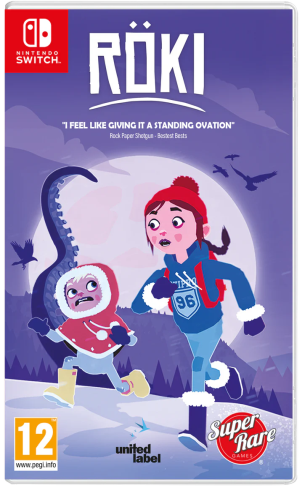 NINTENDO
SWITCH™
RÖKI
"I FEEL LIKE GIVING IT A STANDING OVATION"
Rock Paper Shotgun - Bestest Bests
96
12
www.pegi.info
united
label
Super
Rare
GAMES
®